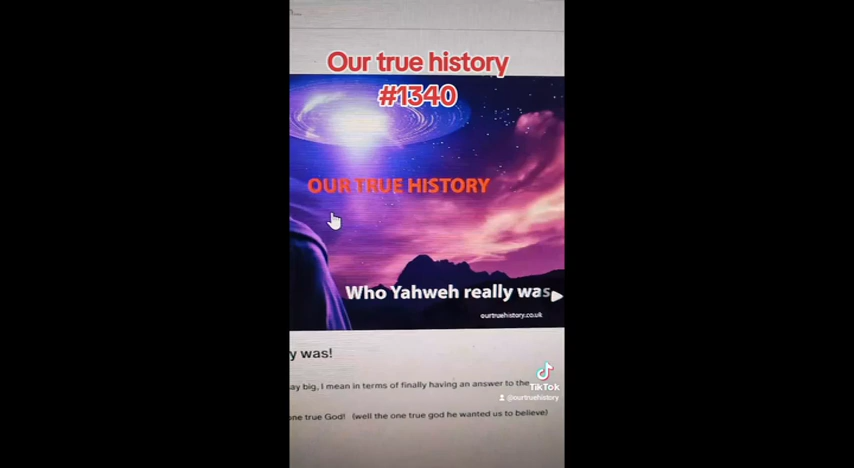 Our true history
#1340
OUR TRUE HISTORY
Who Yahweh really was
ourtruehistory.co.uk
y was!
ay big, I mean in terms of finally having an answer to the
one true God! (well the one true god he wanted us to believe)
TikTok
@ourtruehistory